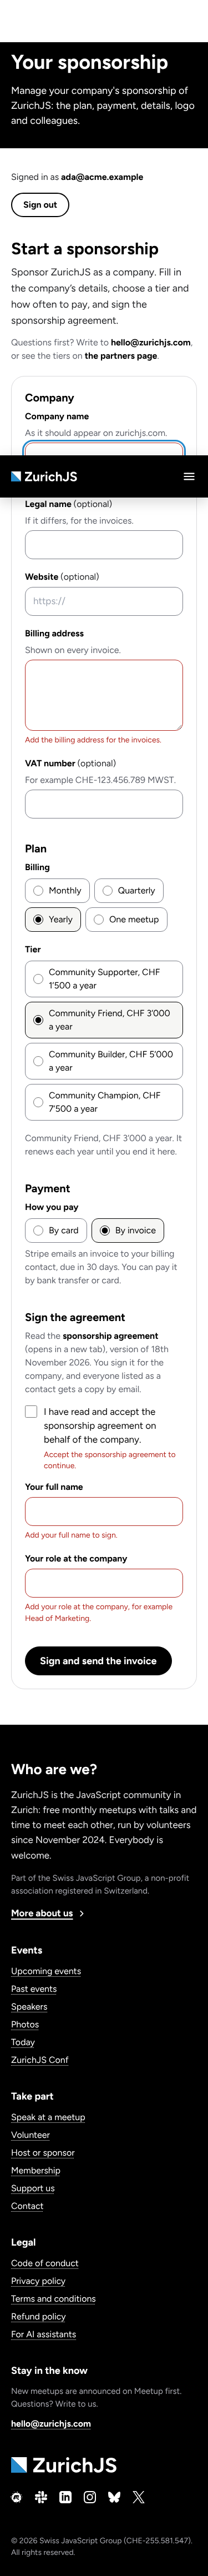 Your sponsorship
Manage your company's sponsorship of
ZurichJS: the plan, payment, details, logo
and colleagues.
Signed in as ada@acme.example
Sign out
Start a sponsorship
Sponsor ZurichJS as a company. Fill in
the company's details, choose a tier and
how often to pay, and sign the
sponsorship agreement.
Questions first? Write to hello@zurichjs.com,
or see the tiers on the partners page.
Company
Company name
As it should appear on zurichjs.com.
ZurichJS
Legal name (optional)
If it differs, for the invoices.
Website (optional)
https://
Billing address
Shown on every invoice.
Add the billing address for the invoices.
VAT number (optional)
For example CHE-123.456.789 MWST.
Plan
Billing
Monthly
Quarterly
Yearly
One meetup
Tier
Community Supporter, CHF
1'500 a year
Community Friend, CHF 3'000
a year
Community Builder, CHF 5'000
a year
Community Champion, CHF
7'500 a year
Community Friend, CHF 3'000 a year. It
renews each year until you end it here.
Payment
How you pay
By card
By invoice
Stripe emails an invoice to your billing
contact, due in 30 days. You can pay it
by bank transfer or card.
Sign the agreement
Read the sponsorship agreement
(opens in a new tab), version of 18th
November 2026. You sign it for the
company, and everyone listed as a
contact gets a copy by email.
I have read and accept the
sponsorship agreement on
behalf of the company.
Accept the sponsorship agreement to
continue.
Your full name
Add your full name to sign.
Your role at the company
Add your role at the company, for example
Head of Marketing.
Sign and send the invoice
Who are we?
ZurichJS is the JavaScript community in
Zurich: free monthly meetups with talks and
time to meet each other, run by volunteers
since November 2024. Everybody is
welcome.
Part of the Swiss JavaScript Group, a non-profit
association registered in Switzerland.
More about us
Events
Upcoming events
Past events
Speakers
Photos
Today
ZurichJS Conf
Take part
Speak at a meetup
Volunteer
Host or sponsor
Membership
Support us
Contact
Legal
Code of conduct
Privacy policy
Terms and conditions
Refund policy
For AI assistants
Stay in the know
New meetups are announced on Meetup first.
Questions? Write to us.
hello@zurichjs.com
ZurichJS
© 2026 Swiss JavaScript Group (CHE-255.581.547).
All rights reserved.